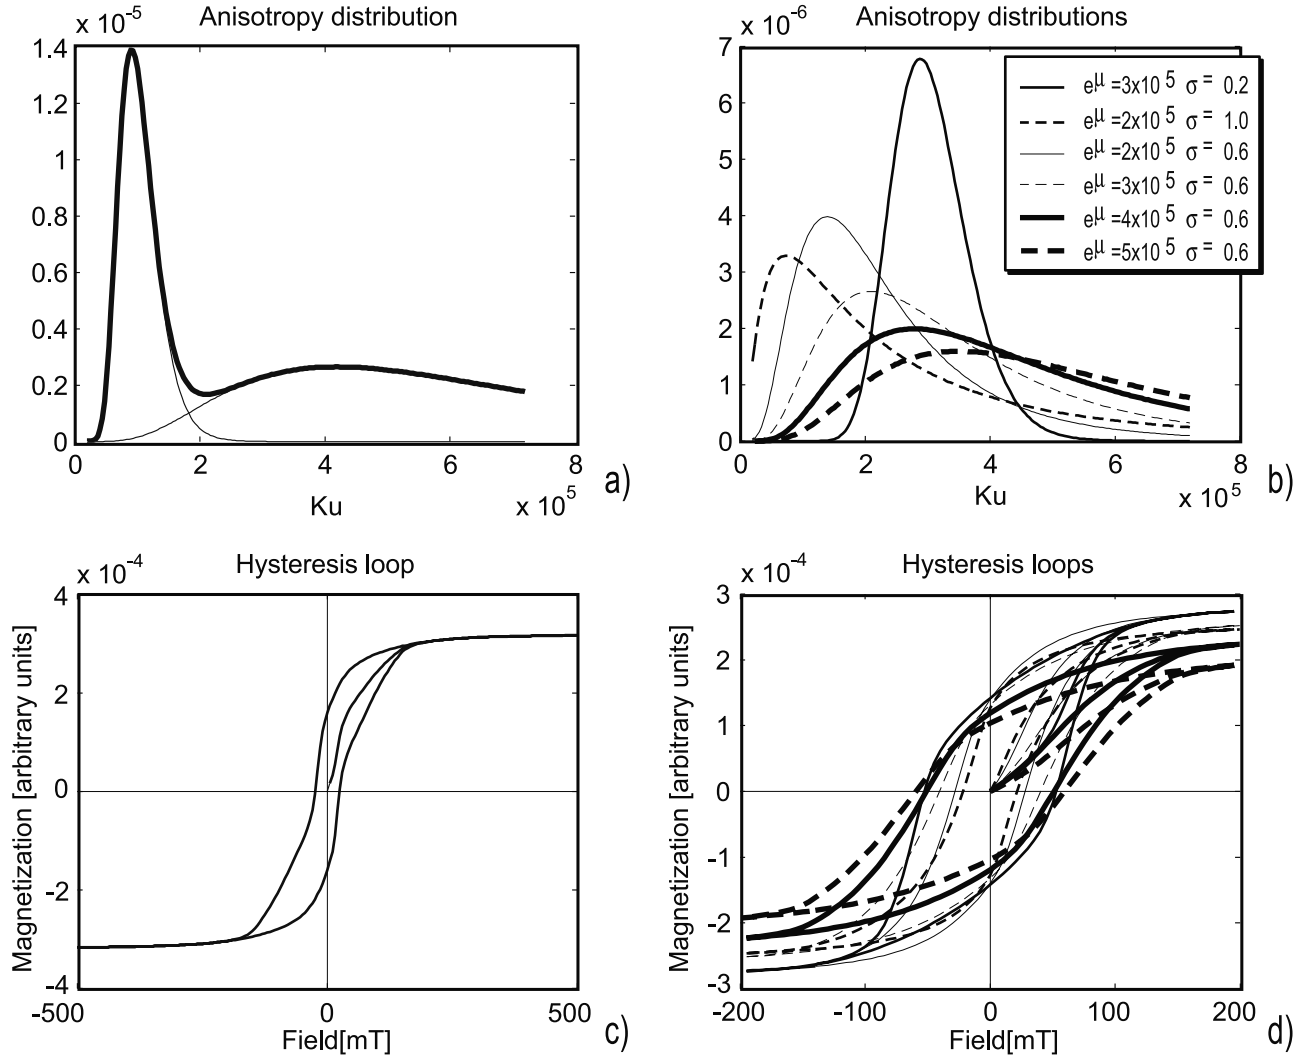 Anisotropy distribution
x 10-5
1.4
1.2
1
0.8
0.6
0.4
0.2
0
0 2 4 6 8
Ku
x 10 5
a)
Anisotropy distributions
x 10-6
7
6
5
4
3
2
1
0
0 2 4 6 8
Ku
x 10 5
b)
eμ =3x10 5 σ = 0.2
eμ =2x10 5 σ = 1.0
eμ =2x10 5 σ = 0.6
eμ =3x10 5 σ = 0.6
eμ =4x10 5 σ = 0.6
eμ =5x10 5 σ = 0.6
Hysteresis loop
x 10-4
Magnetization [arbitrary units]
4
2
0
-2
-4
-500 0 500
Field[mT]
c)
Hysteresis loops
x 10-4
Magnetization [arbitrary units]
3
2
1
0
-1
-2
-3
-200 -100 0 100 200
Field[mT]
d)